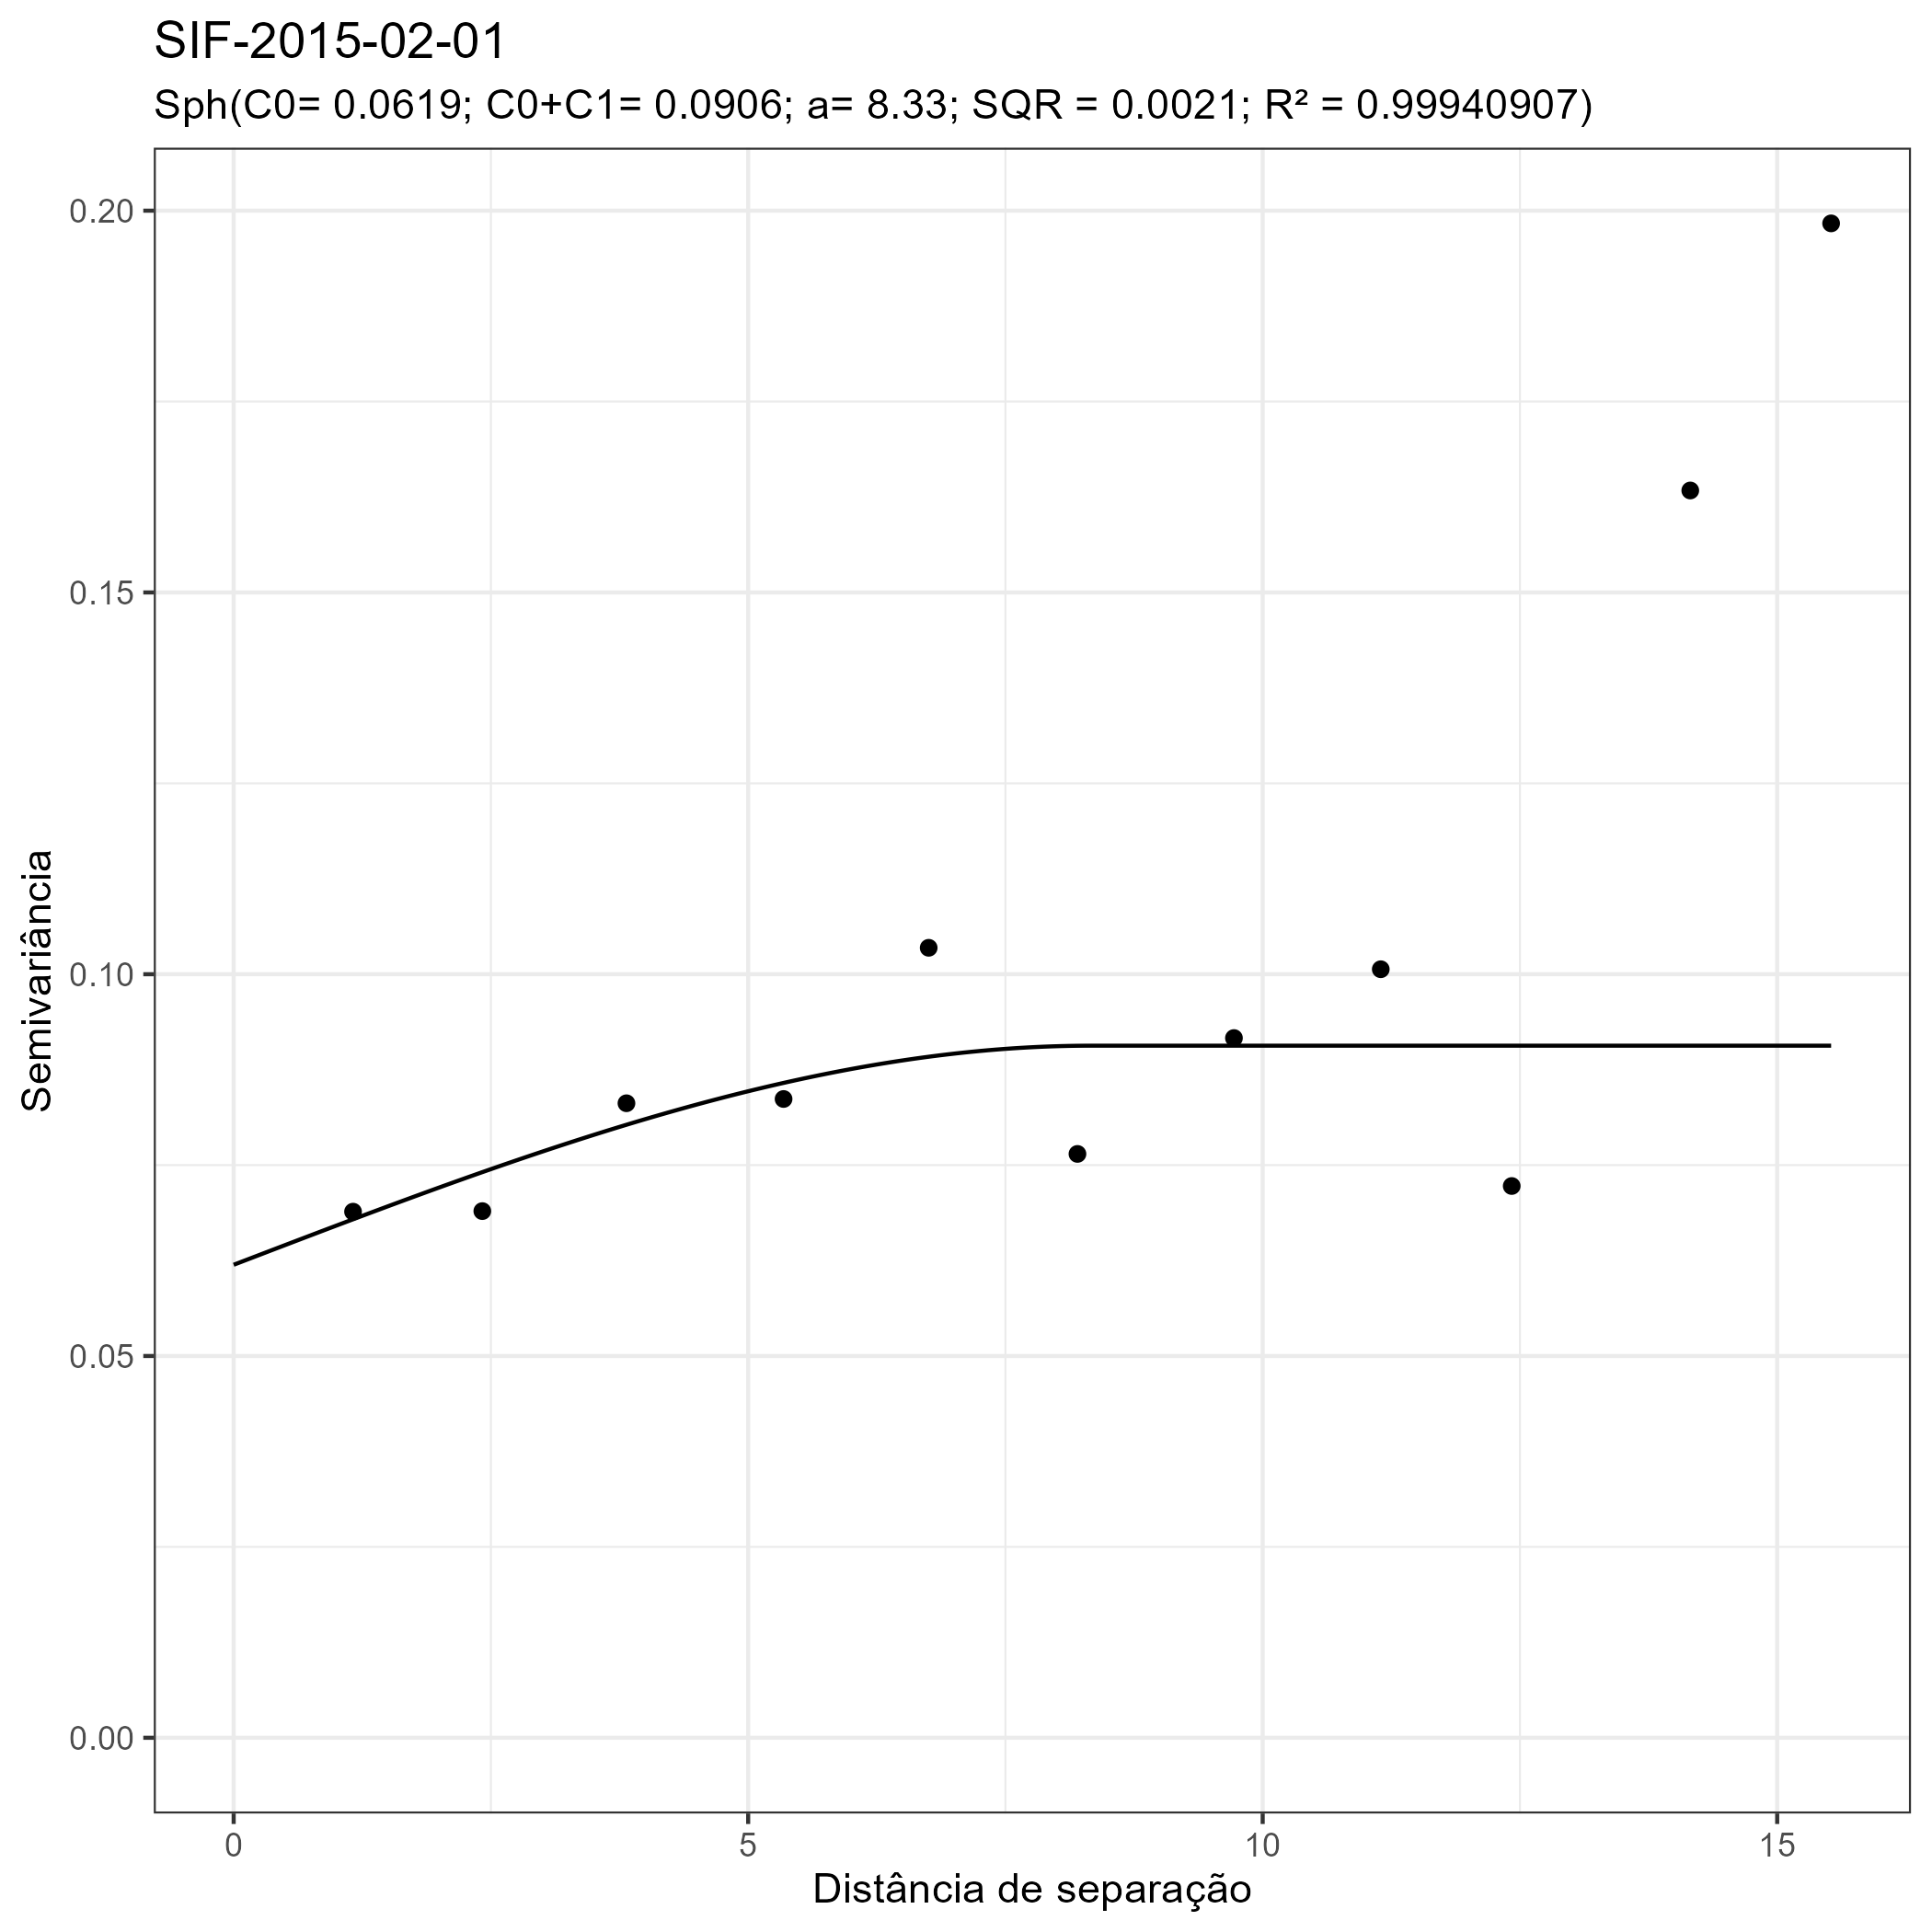 SIF-2015-02-01
Sph(C0= 0.0619; C0+C1= 0.0906; a= 8.33; SQR = 0.0021; R² = 0.99940907)
0.20
0.15
0.10
0.05
0.00
Semivariância
0 5 10 15
Distância de separação